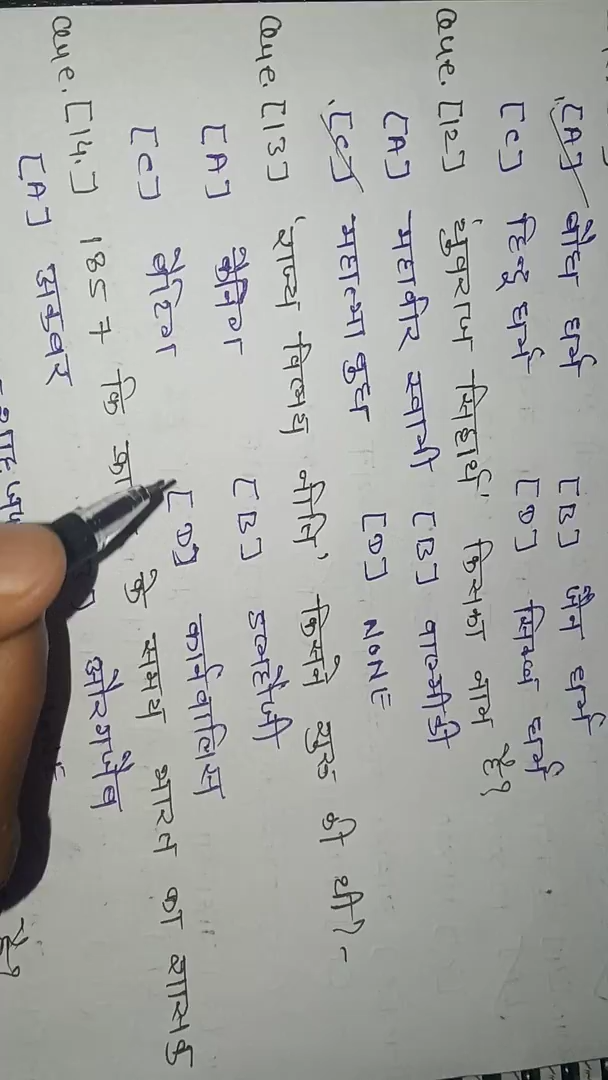 [A] बौध धर्म [B] जैन धर्म
[C] हिन्दू धर्म [D] सिख धर्म
Que. [12] 'युवराज सिद्धार्थ' किसका नाम है?
[A] महावीर स्वामी [B] वाल्मीकी
[C] महात्मा बुध [D] NONE
Que. [13] 'राज्य विलय नीति' किसने शुरू की थी? -
[A] कैनिंग [B] डलहौजी
[C] बेटिंग [D] कार्नवालिस
Que. [14.] 1857 कि के समय भारत का शासक
है?
[A] अकबर औरंगजेब